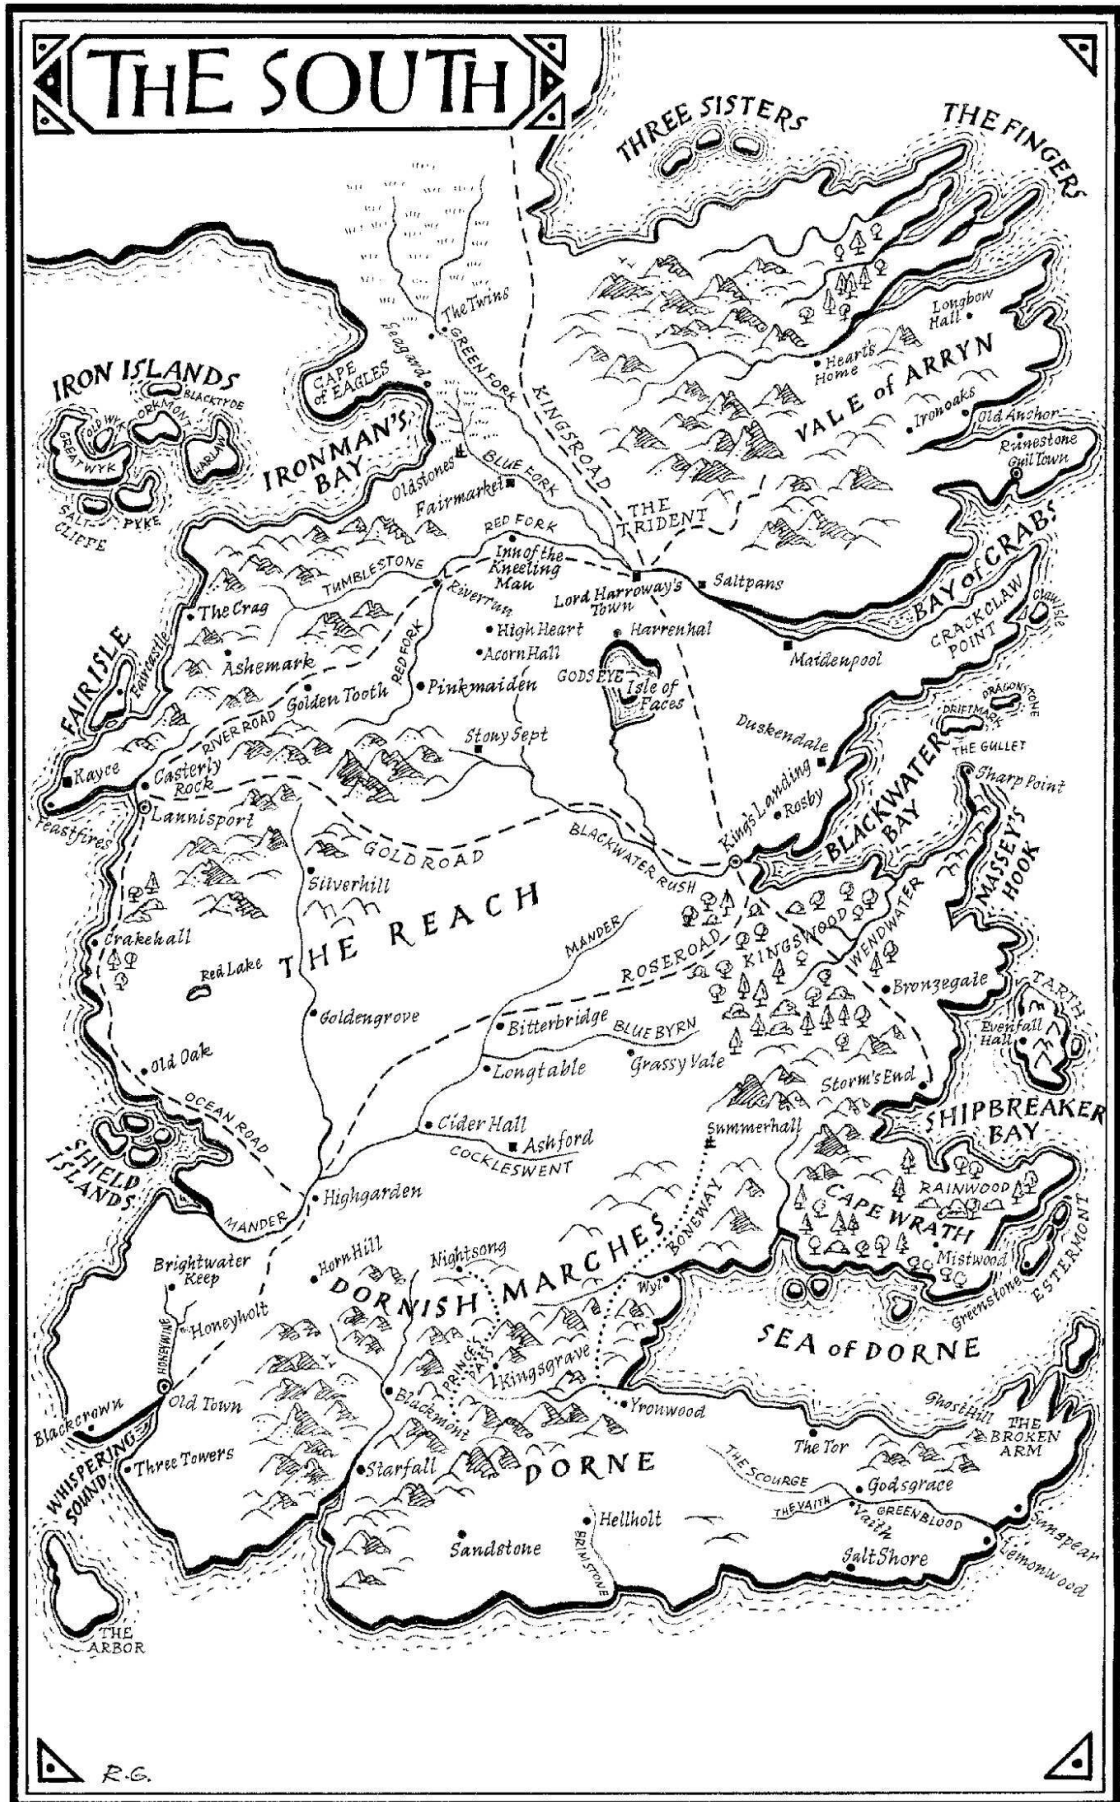 THE SOUTH
THREE SISTERS
THE FINGERS
The Twins
Seagard
GREEN FORK
KINGSROAD
CAPE
of EAGLES
IRON ISLANDS
BLACKTYDE
ORKMONT
OLD WYK
GREAT WYK
HARLAW
SALT-
CLIFFE
PYKE
IRONMAN'S
BAY
Longbow
Hall
Heart's
Home
VALE of ARRYN
Ironoaks
Old Anchor
Runestone
Gull Town
Oldstones
Fairmarket
BLUE FORK
THE
TRIDENT
RED FORK
Inn of the
Kneeling
Man
TUMBLESTONE
Riverrun
Lord Harroway's
Town
Saltpans
BAY of CRABS
CRACKCLAW
POINT
Claw Isle
The Crag
High Heart
Harrenhal
Maidenpool
FAIR ISLE
Faircastle
Ashemark
Acorn Hall
RED FORK
Golden Tooth
Pinkmaiden
GODS EYE
Isle of
Faces
RIVER ROAD
Stony Sept
Duskendale
DRAGONSTONE
DRIFTMARK
THE GULLET
Kayce
Casterly
Rock
Feastfires
Lannisport
King's Landing
Rosby
BLACKWATER
BAY
Sharp Point
MASSEY'S
HOOK
GOLD ROAD
BLACKWATER RUSH
Silverhill
THE REACH
Crakehall
Red Lake
MANDER
ROSEROAD
KINGSWOOD
WENDWATER
Bronzegate
TARTH
Evenfall
Hall
Goldengrove
Bitterbridge
BLUEBYRN
Old Oak
Longtable
Grassy Vale
Storm's End
OCEAN ROAD
SHIPBREAKER
BAY
SHIELD
ISLANDS
Cider Hall
Ashford
COCKLESWENT
Summerhall
RAINWOOD
CAPE WRATH
Highgarden
MANDER
BONEWAY
Mistwood
Greenstone
ESTERMONT
Brightwater
Keep
Horn Hill
Nightsong
DORNISH MARCHES
Wyl
Honeyholt
HONEYWINE
SEA of DORNE
PRINCE'S
PASS
Kingsgrave
Old Town
Blackcrown
Blackmont
Yronwood
Ghost Hill
THE
BROKEN
ARM
The Tor
WHISPERING
SOUND
Three Towers
Starfall
DORNE
THE SCOURGE
Godsgrace
THE VAITH
Vaith
GREENBLOOD
Hellholt
Sandstone
BRIMSTONE
Salt Shore
Sunspear
Lemonwood
THE
ARBOR
R.G.